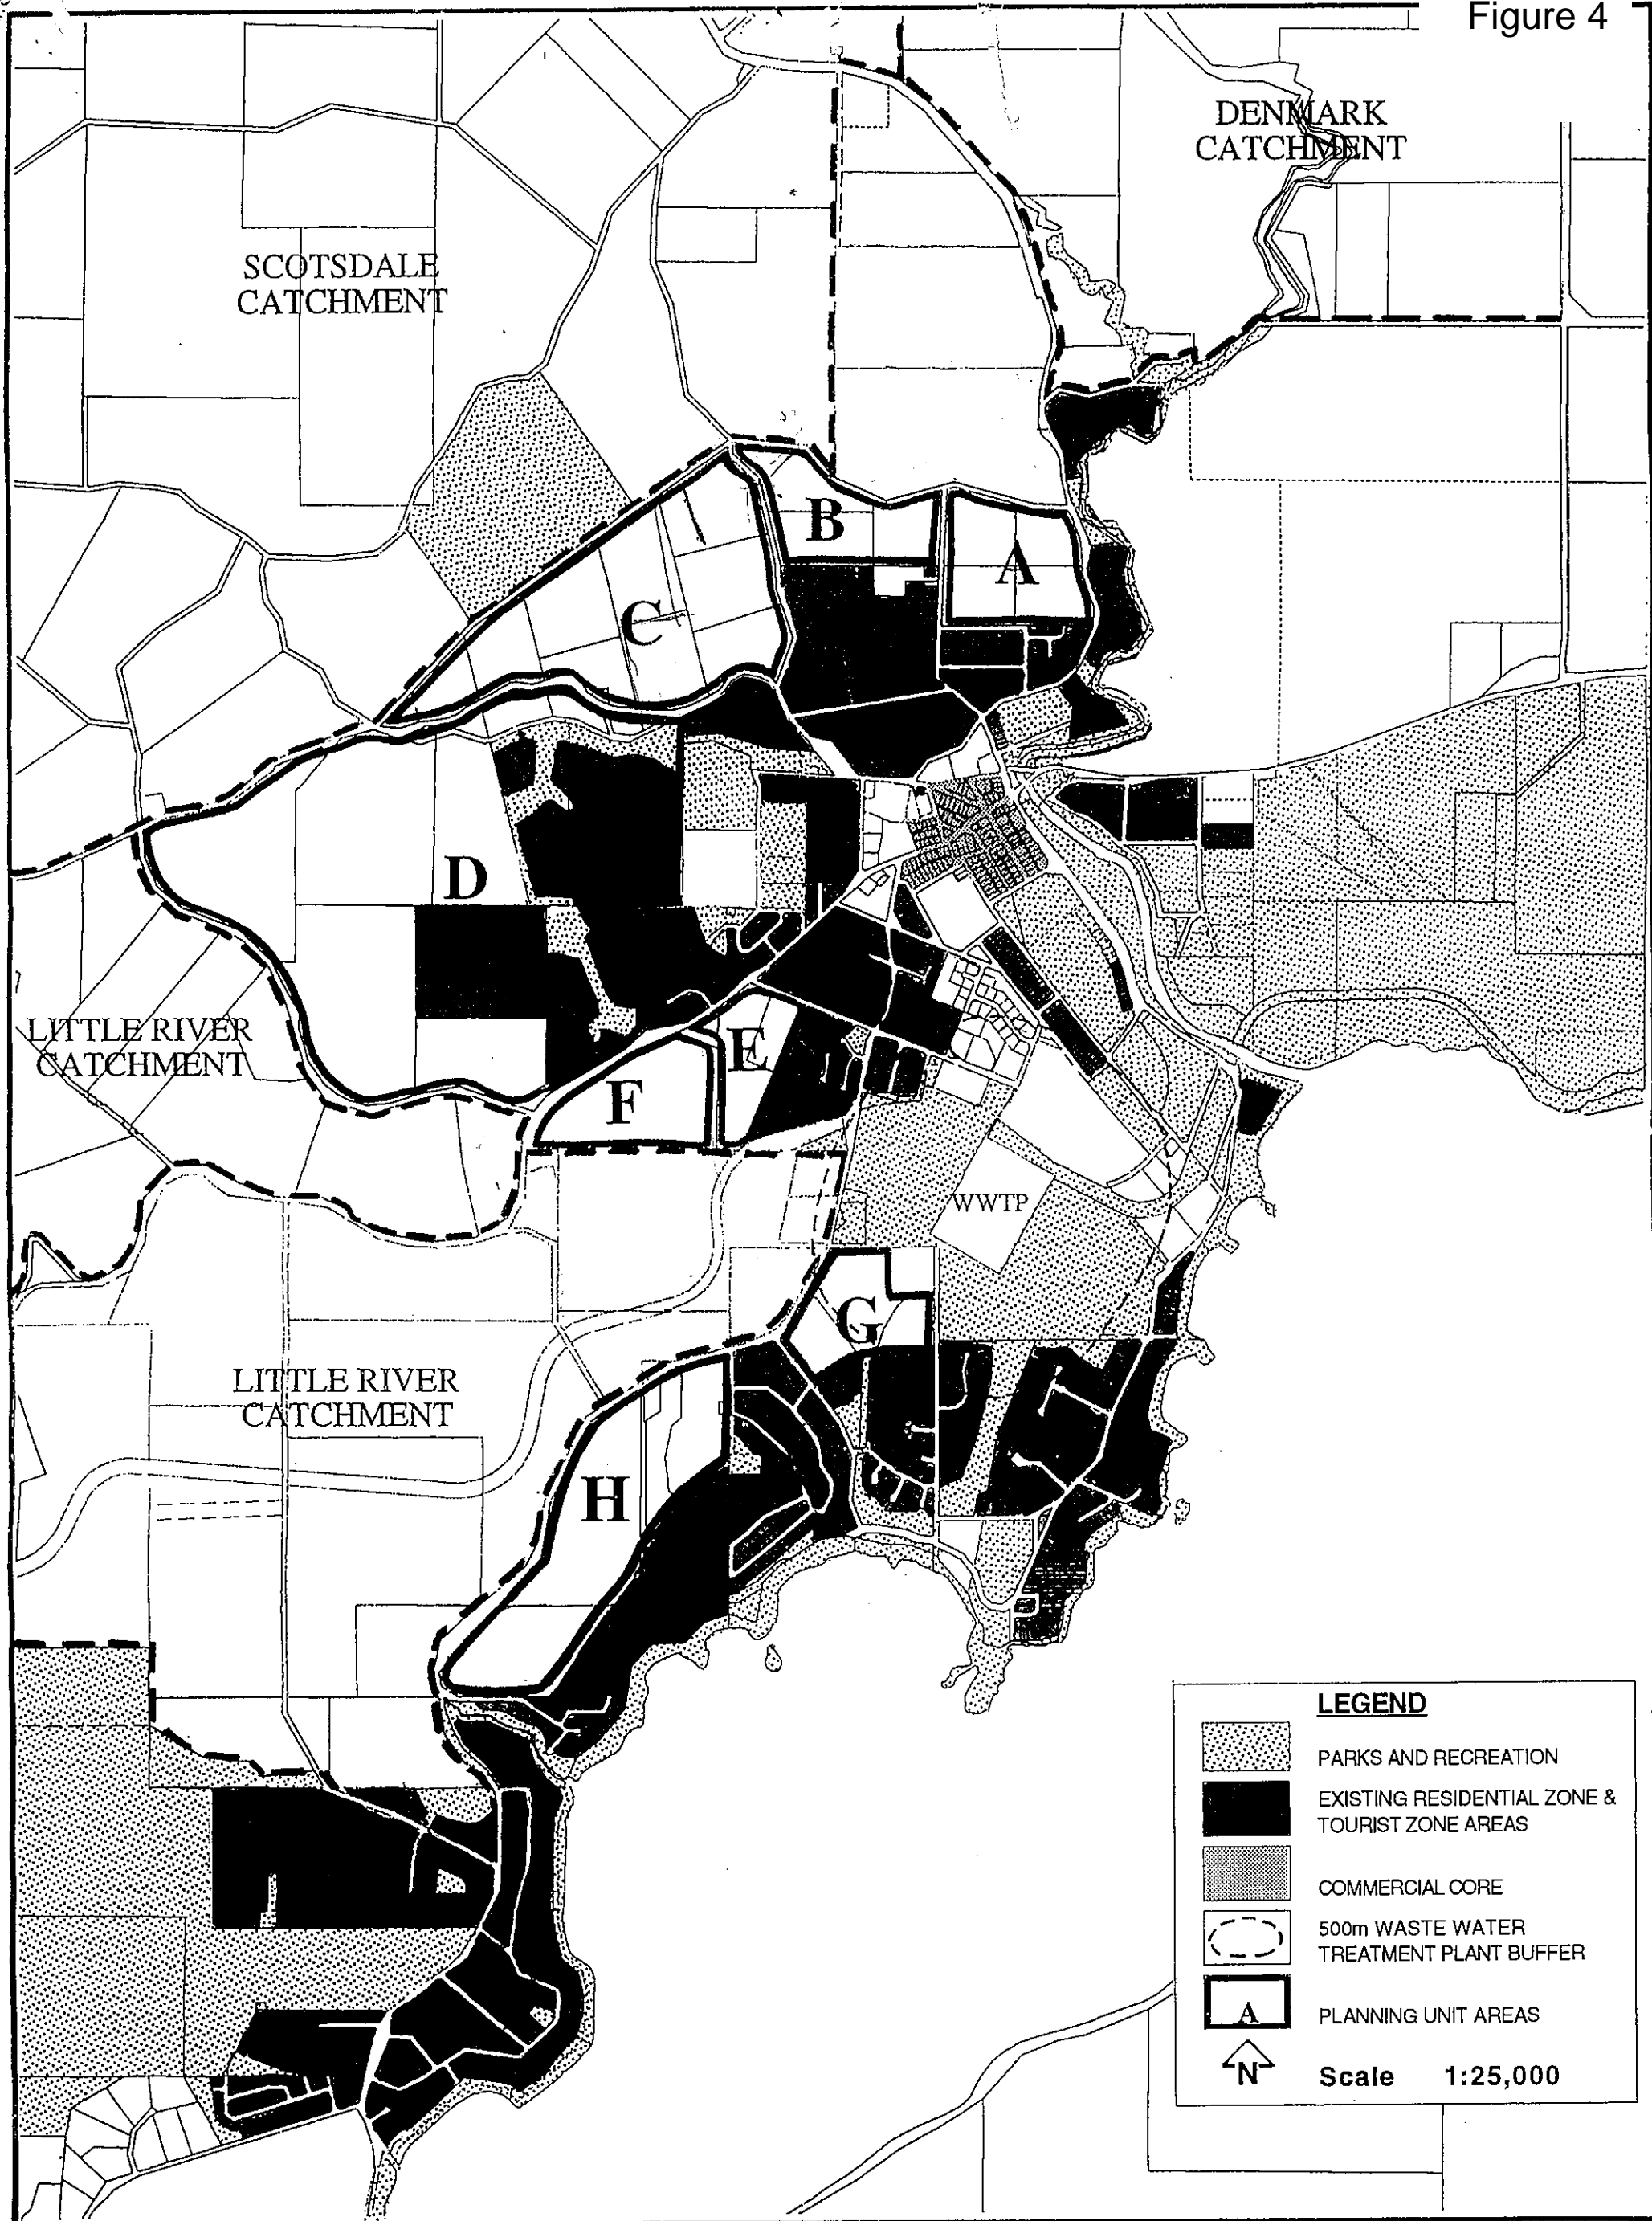 Figure 4
DENMARK
CATCHMENT
SCOTSDALE
CATCHMENT
B
A
C
D
LITTLE RIVER
CATCHMENT
E
F
WWTP
G
LITTLE RIVER
CATCHMENT
H
LEGEND
PARKS AND RECREATION
EXISTING RESIDENTIAL ZONE &
TOURIST ZONE AREAS
COMMERCIAL CORE
500m WASTE WATER
TREATMENT PLANT BUFFER
A
PLANNING UNIT AREAS
N
Scale 1:25,000